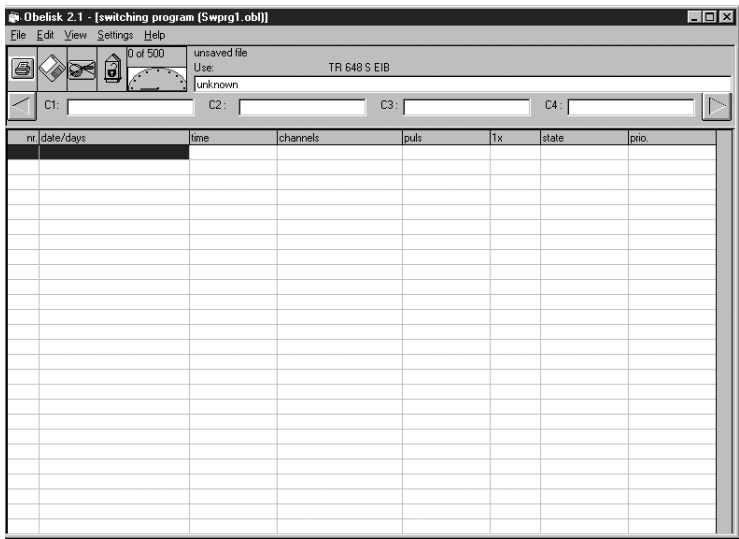 Obelisk 2.1 - [switching program (Swprg1.obl)]
File Edit View Settings Help
0 of 500
unsaved file
Use: TR 648 S EIB
unknown
C1: C2 : C3 : C4 :
nr. date/days time channels puls 1x state prio.